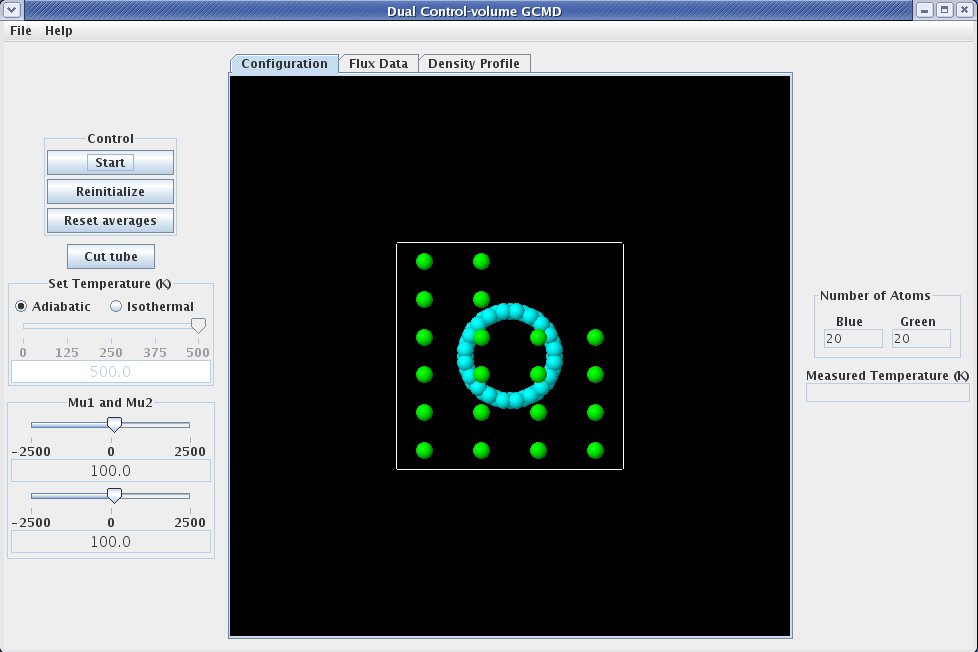 Dual Control-volume GCMD
File Help
Configuration Flux Data Density Profile
Control
Start
Reinitialize
Reset averages
Cut tube
Set Temperature (K)
Adiabatic Isothermal
0 125 250 375 500
500.0
Mu1 and Mu2
-2500 0 2500
100.0
-2500 0 2500
100.0
Number of Atoms
Blue Green
20 20
Measured Temperature (K)